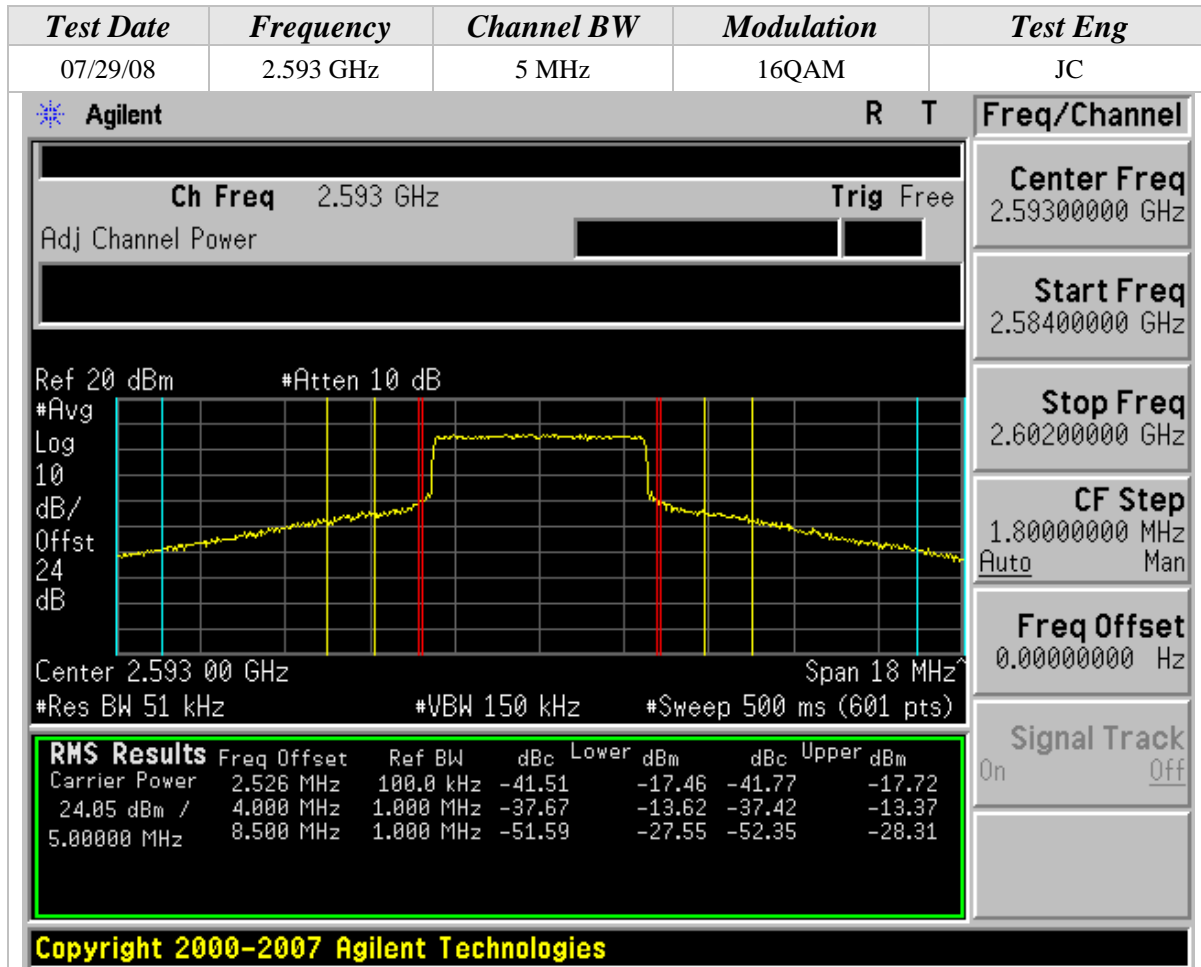 Test Date Frequency Channel BW Modulation Test Eng
07/29/08 2.593 GHz 5 MHz 16QAM JC
Agilent R T Freq/Channel
Ch Freq 2.593 GHz Trig Free
Adj Channel Power
Center Freq
2.59300000 GHz
Start Freq
2.58400000 GHz
Stop Freq
2.60200000 GHz
CF Step
1.80000000 MHz
Auto Man
Freq Offset
0.00000000 Hz
Signal Track
On Off
Ref 20 dBm #Atten 10 dB
#Avg
Log
10
dB/
Offst
24
dB
Center 2.593 00 GHz Span 18 MHz^
#Res BW 51 kHz #VBW 150 kHz #Sweep 500 ms (601 pts)
RMS Results Freq Offset Ref BW dBc Lower dBm dBc Upper dBm
Carrier Power 2.526 MHz 100.0 kHz -41.51 -17.46 -41.77 -17.72
24.05 dBm / 4.000 MHz 1.000 MHz -37.67 -13.62 -37.42 -13.37
5.00000 MHz 8.500 MHz 1.000 MHz -51.59 -27.55 -52.35 -28.31
Copyright 2000-2007 Agilent Technologies